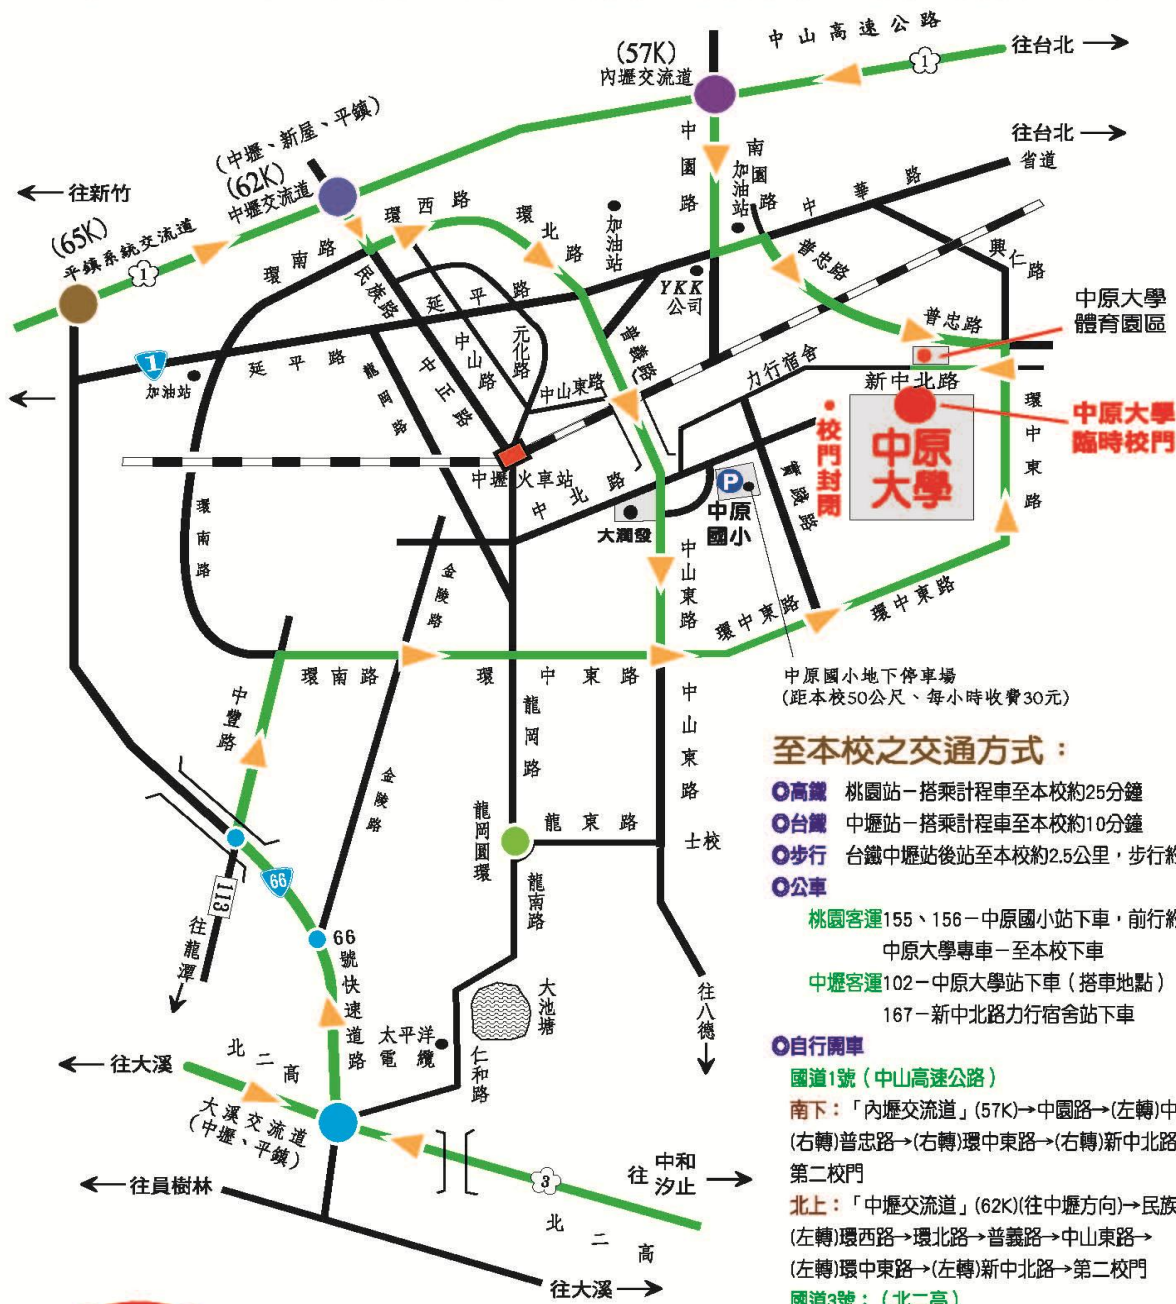 中山高速公路
1
往台北
(57K)
內壢交流道
往台北
省道
中華路
中園路
南園路
加油站
(中壢、新屋、平鎮)
(62K)
中壢交流道
往新竹
(65K)
平鎮系統交流道
1
環西路
環北路
加油站
環南路
民族路
延平路
YKK
公司
普忠路
興仁路
普忠路
中原大學
體育園區
1
加油站
延平路
龍岡路
中正路
中山路
元化路
中山東路
普義路
力行宿舍
新中北路
中原大學
臨時校門
校門封閉
中原
大學
環中東路
中壢火車站
中北路
大潤發
P
中原
國小
實踐路
環南路
金陵路
中山東路
環中東路
環中東路
環南路
環中東路
中豐路
龍岡路
中山東路
中原國小地下停車場
(距本校50公尺、每小時收費30元)
金陵路
龍岡圓環
龍東路
士校
龍南路
66
113
往龍潭
66號快速道路
大池塘
太平洋
電纜
仁和路
往八德
往大溪
北二高
大溪交流道
(中壢、平鎮)
往員樹林
3
往中和
汐止
北二高
往大溪
至本校之交通方式：
高鐵 桃園站－搭乘計程車至本校約25分鐘
台鐵 中壢站－搭乘計程車至本校約10分鐘
步行 台鐵中壢站後站至本校約2.5公里，步行約
公車
桃園客運155、156－中原國小站下車，前行約
中原大學專車－至本校下車
中壢客運102－中原大學站下車（搭車地點）
167－新中北路力行宿舍站下車
自行開車
國道1號（中山高速公路）
南下：「內壢交流道」(57K)→中園路→(左轉)中
(右轉)普忠路→(右轉)環中東路→(右轉)新中北路
第二校門
北上：「中壢交流道」(62K)(往中壢方向)→民族
(左轉)環西路→環北路→普義路→中山東路→
(左轉)環中東路→(左轉)新中北路→第二校門
國道3號：（北二高）